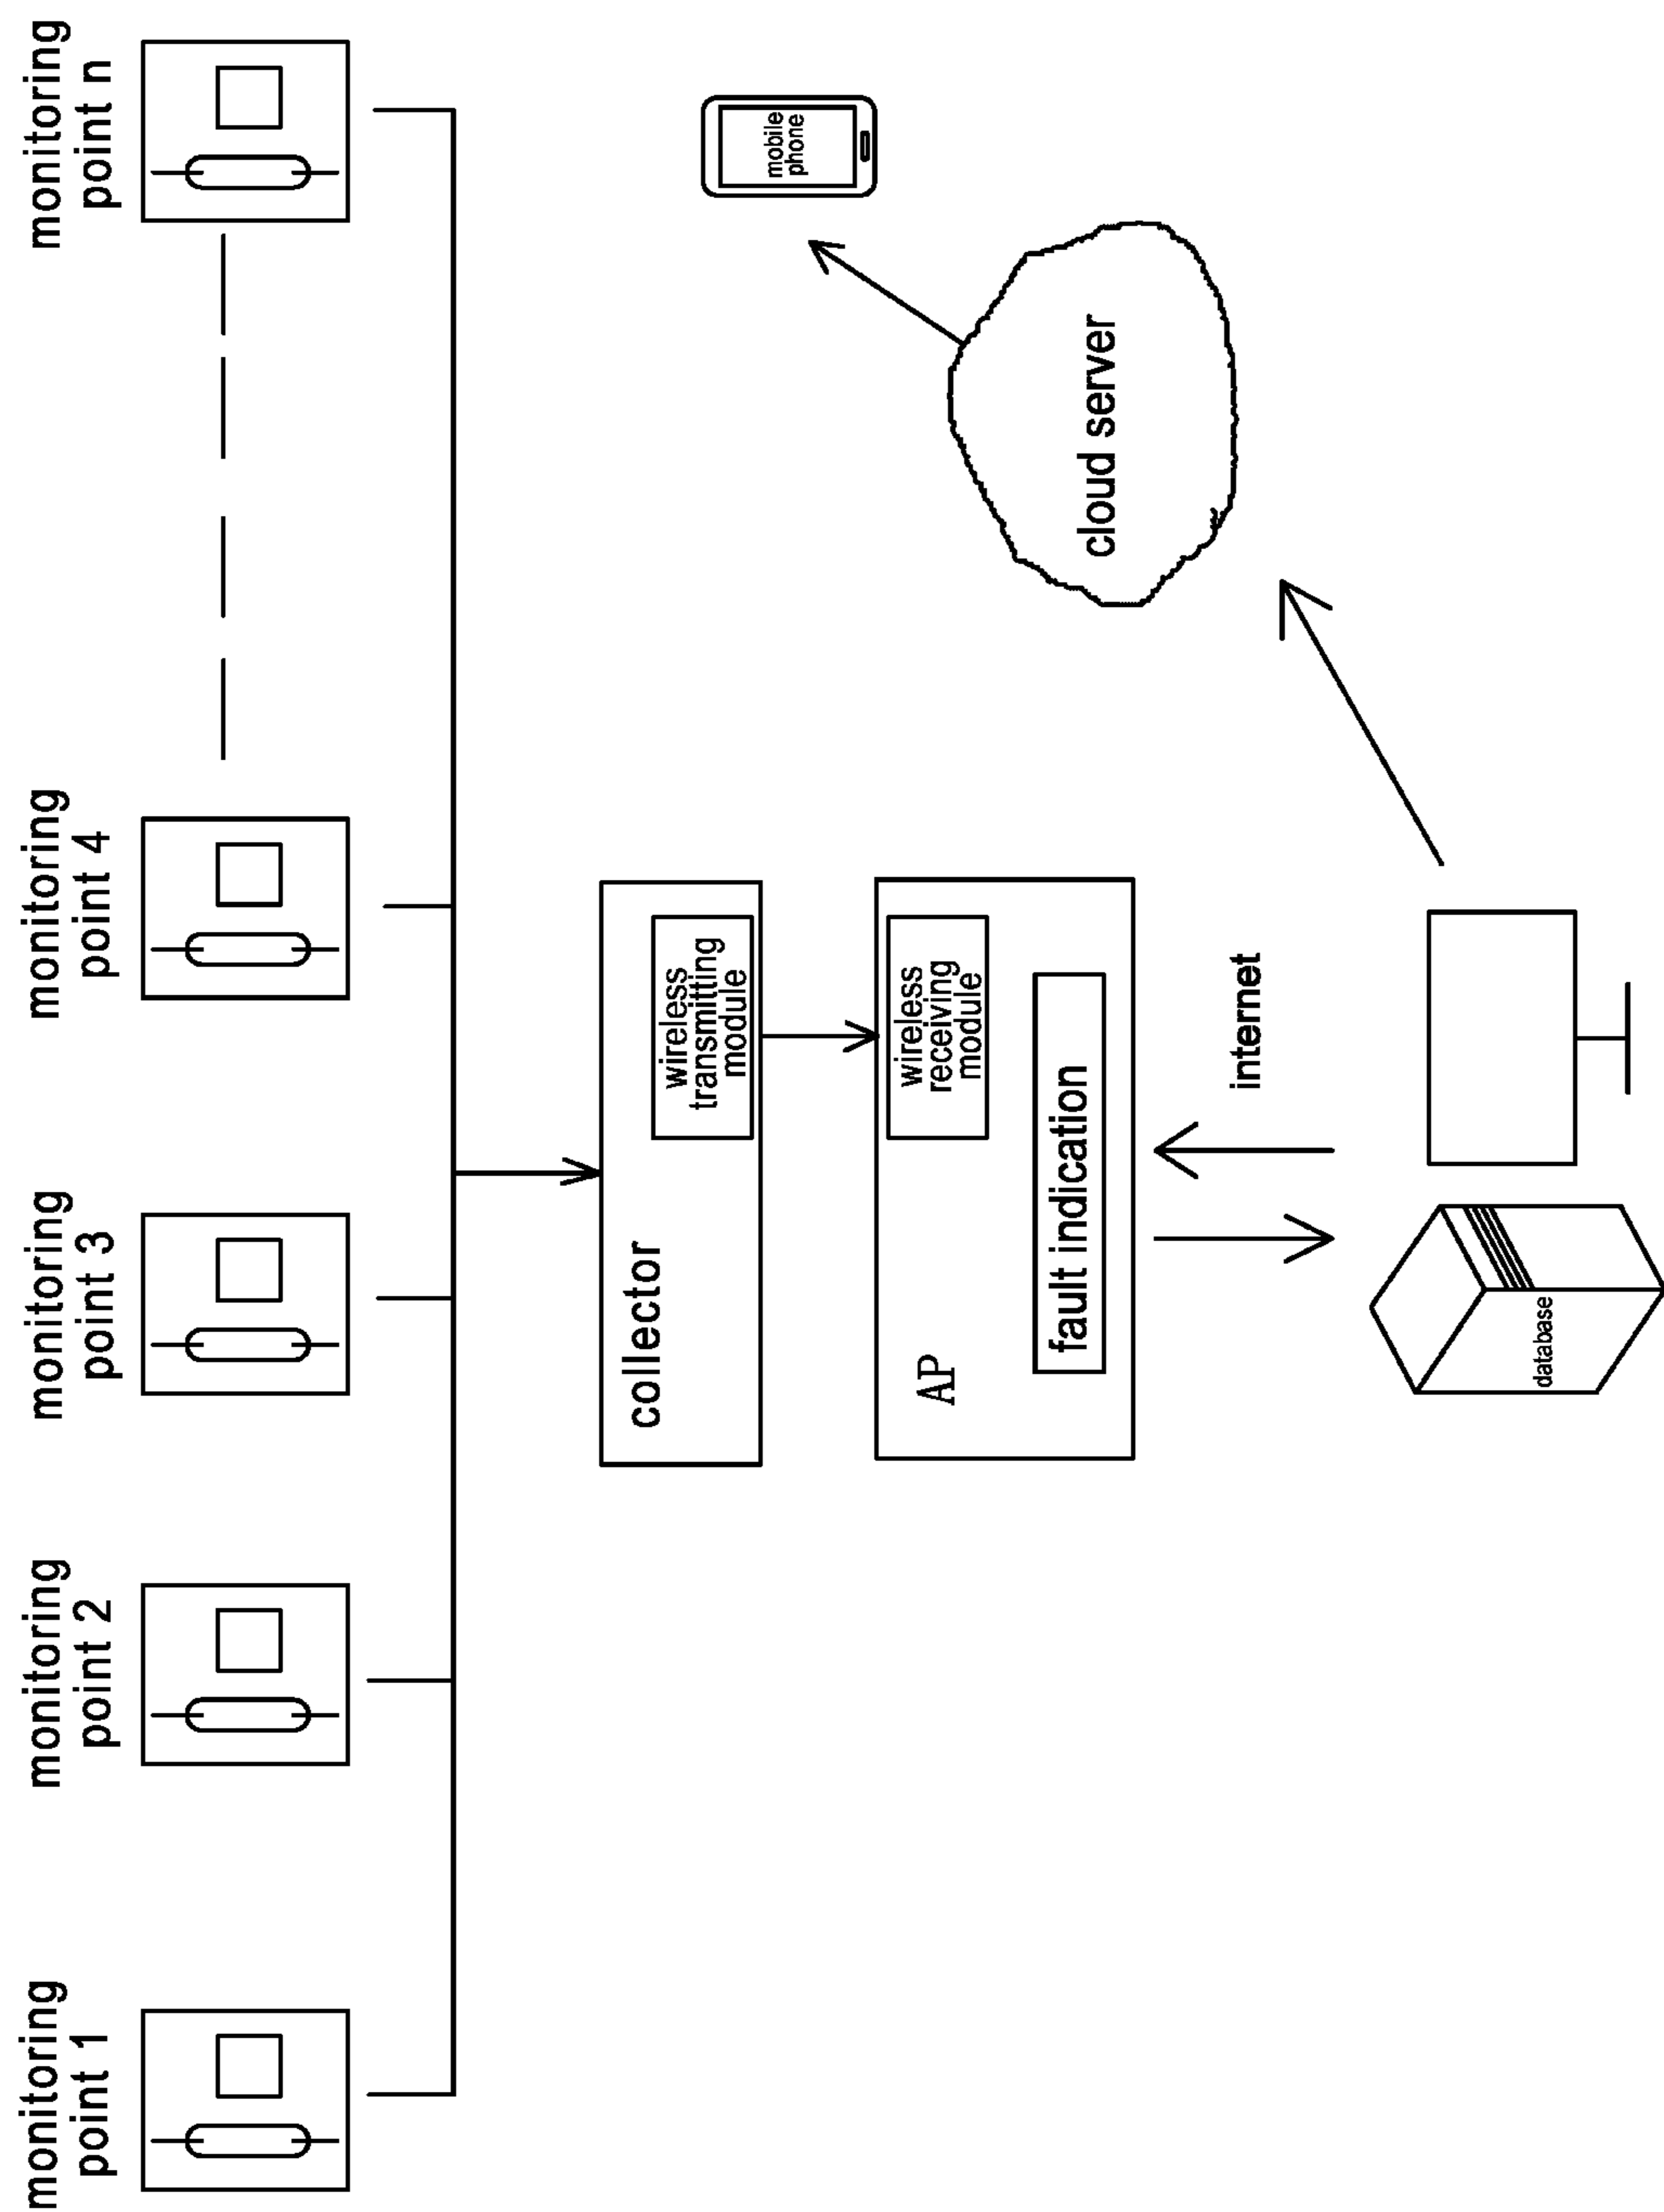 monitoring
point 1
monitoring
point 2
monitoring
point 3
monitoring
point 4
monitoring
point n
collector
wireless
transmitting
module
AP
wireless
receiving
module
fault indication
internet
database
cloud server
mobile
phone